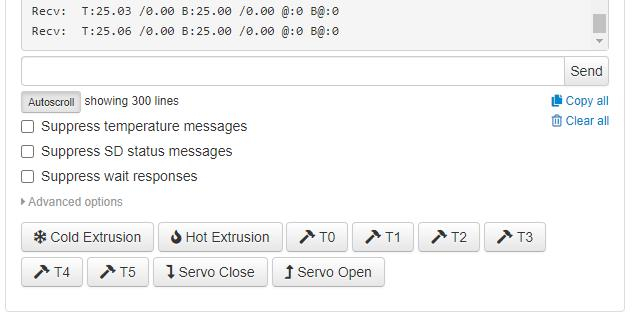 Recv:  T:25.03 /0.00 B:25.00 /0.00 @:0 B@:0
Recv:  T:25.06 /0.00 B:25.00 /0.00 @:0 B@:0
Send
Autoscroll showing 300 lines Copy all
Clear all
Suppress temperature messages
Suppress SD status messages
Suppress wait responses
Advanced options
Cold Extrusion Hot Extrusion T0 T1 T2 T3
T4 T5 Servo Close Servo Open